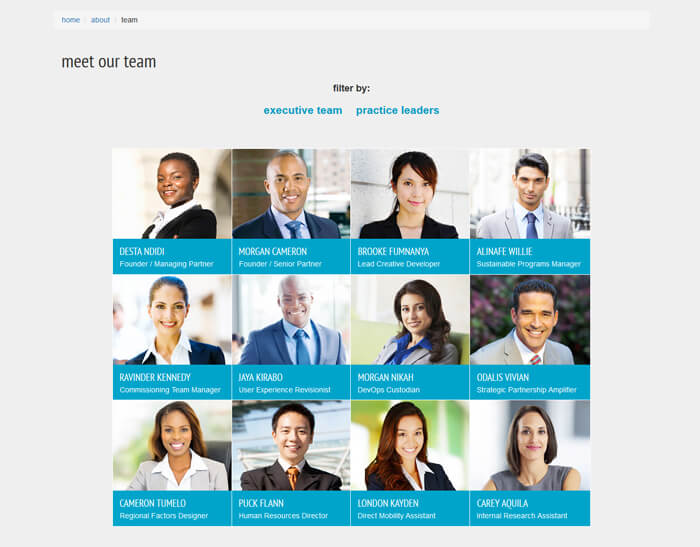 home / about / team
meet our team
filter by:
executive team practice leaders
DESTA NDIDI
Founder / Managing Partner
MORGAN CAMERON
Founder / Senior Partner
BROOKE FUMNANYA
Lead Creative Developer
ALINAFE WILLIE
Sustainable Programs Manager
RAVINDER KENNEDY
Commissioning Team Manager
JAYA KIRABO
User Experience Revisionist
MORGAN NIKAH
DevOps Custodian
ODALIS VIVIAN
Strategic Partnership Amplifier
CAMERON TUMELO
Regional Factors Designer
PUCK FLANN
Human Resources Director
LONDON KAYDEN
Direct Mobility Assistant
CAREY AQUILA
Internal Research Assistant